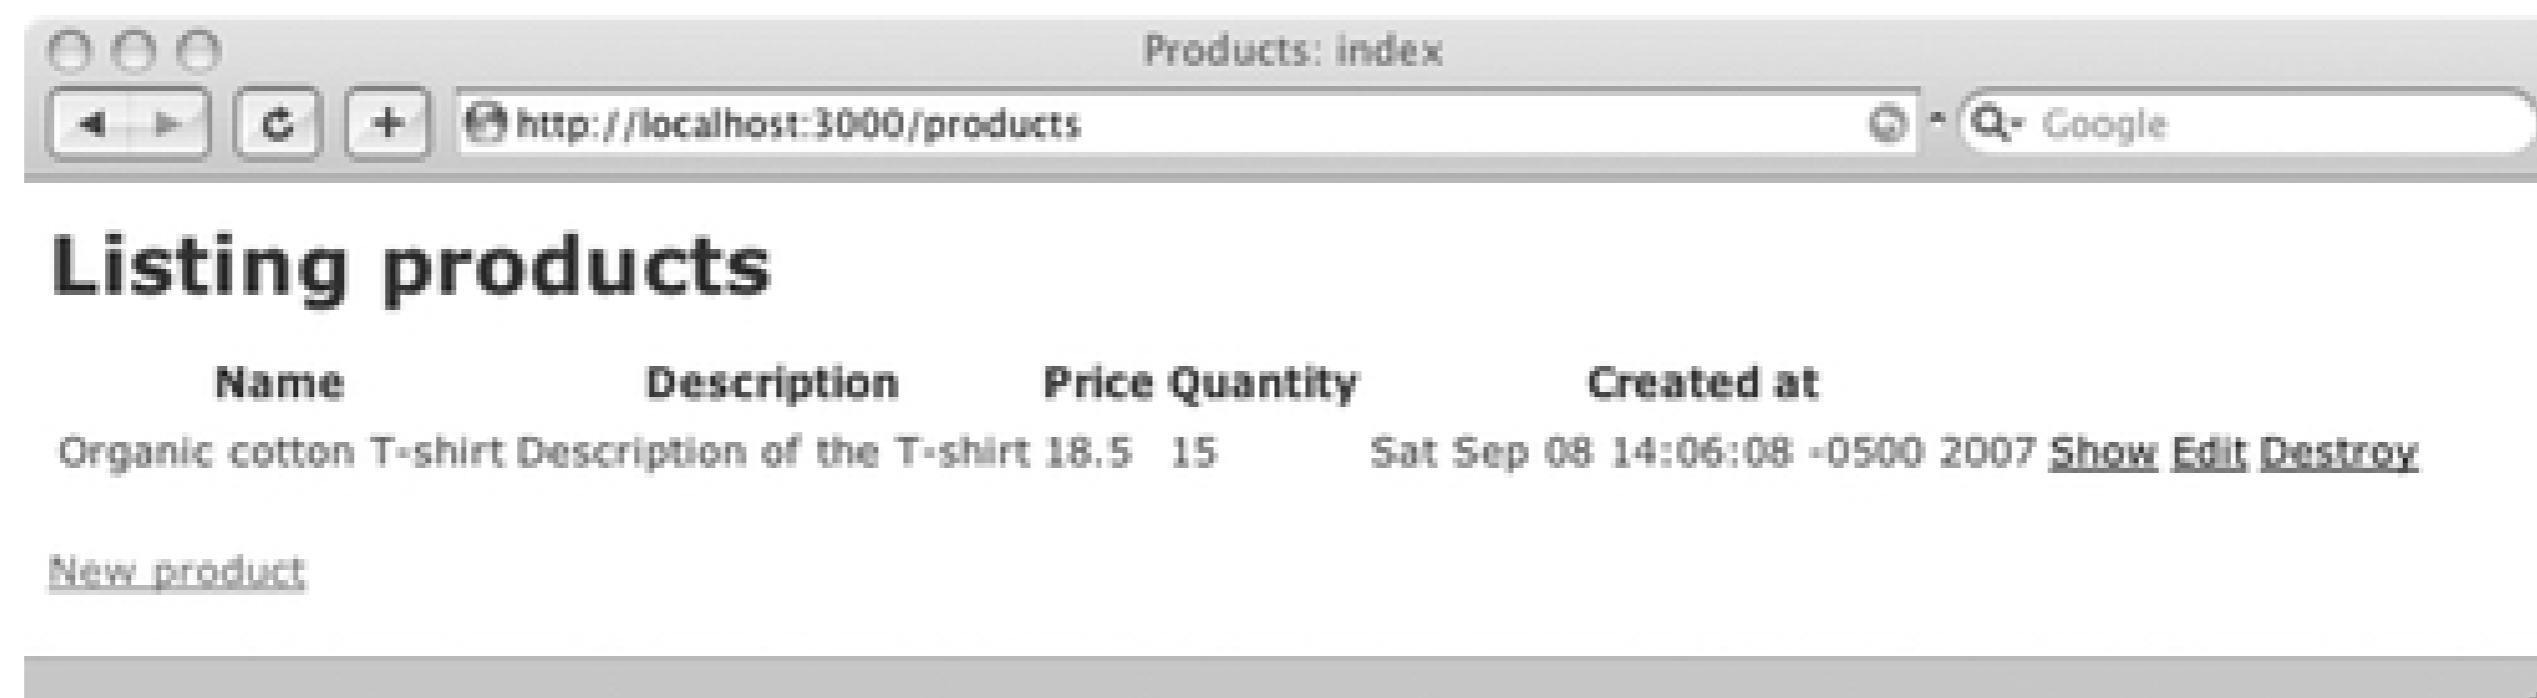 Products: index
http://localhost:3000/products Google
Listing products
Name Description Price Quantity Created at
Organic cotton T-shirt Description of the T-shirt 18.5 15 Sat Sep 08 14:06:08 -0500 2007 Show Edit Destroy
New product